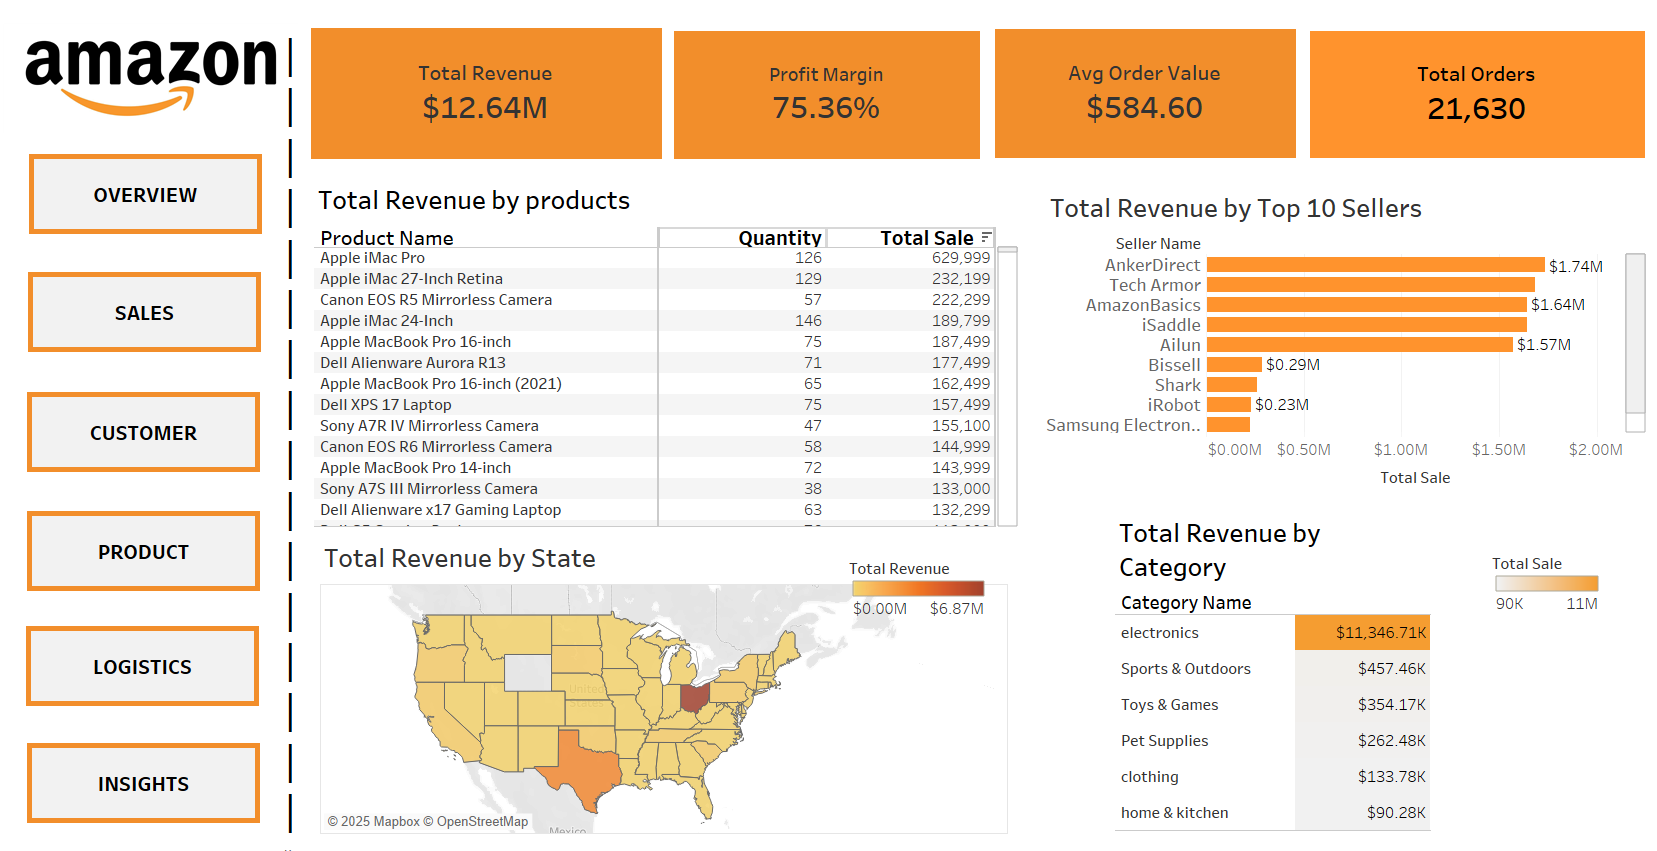 amazon
OVERVIEW
SALES
CUSTOMER
PRODUCT
LOGISTICS
INSIGHTS
Total Revenue
$12.64M
Profit Margin
75.36%
Avg Order Value
$584.60
Total Orders
21,630
Total Revenue by products
Product Name Quantity Total Sale
Apple iMac Pro 126 629,999
Apple iMac 27-Inch Retina 129 232,199
Canon EOS R5 Mirrorless Camera 57 222,299
Apple iMac 24-Inch 146 189,799
Apple MacBook Pro 16-inch 75 187,499
Dell Alienware Aurora R13 71 177,499
Apple MacBook Pro 16-inch (2021) 65 162,499
Dell XPS 17 Laptop 75 157,499
Sony A7R IV Mirrorless Camera 47 155,100
Canon EOS R6 Mirrorless Camera 58 144,999
Apple MacBook Pro 14-inch 72 143,999
Sony A7S III Mirrorless Camera 38 133,000
Dell Alienware x17 Gaming Laptop 63 132,299
Total Revenue by Top 10 Sellers
Seller Name
AnkerDirect $1.74M
Tech Armor
AmazonBasics $1.64M
iSaddle
Ailun $1.57M
Bissell $0.29M
Shark
iRobot $0.23M
Samsung Electron..
$0.00M $0.50M $1.00M $1.50M $2.00M
Total Sale
Total Revenue by State
Total Revenue
$0.00M $6.87M
United
States
Mexico
© 2025 Mapbox © OpenStreetMap
Total Revenue by
Category
Category Name
electronics $11,346.71K
Sports & Outdoors $457.46K
Toys & Games $354.17K
Pet Supplies $262.48K
clothing $133.78K
home & kitchen $90.28K
Total Sale
90K 11M